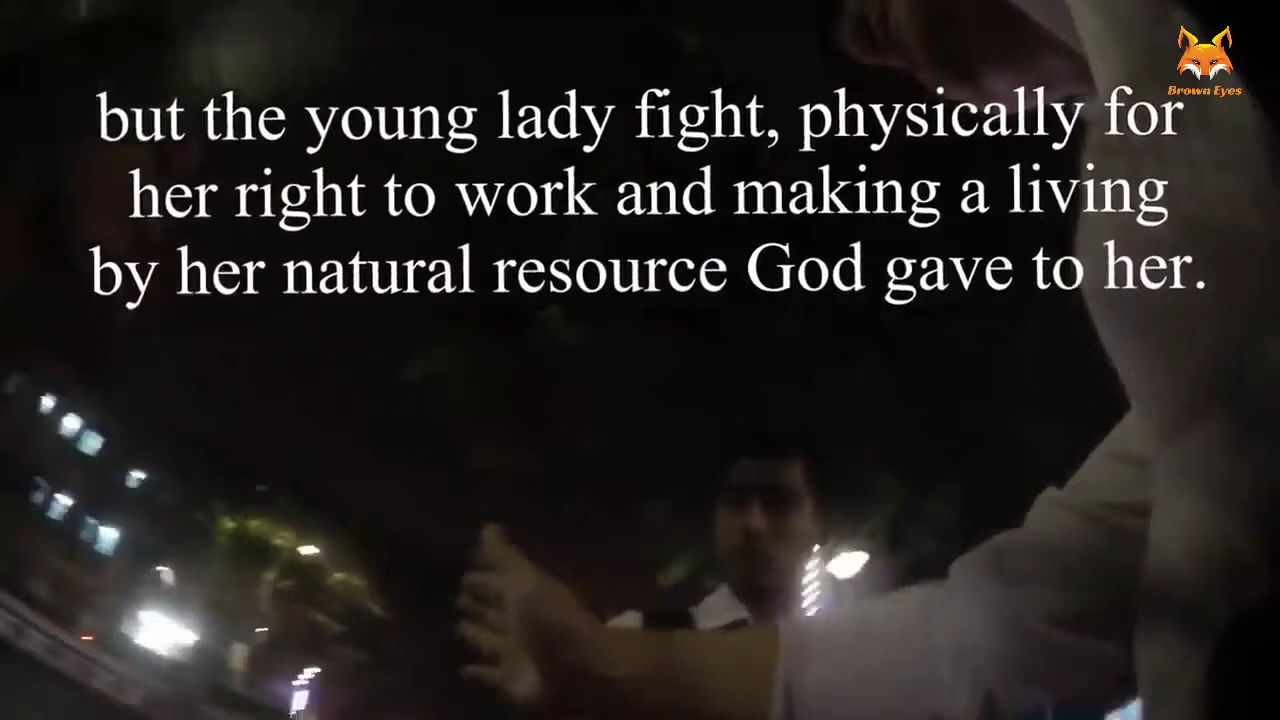 Brown Eyes
but the young lady fight, physically for
her right to work and making a living
by her natural resource God gave to her.